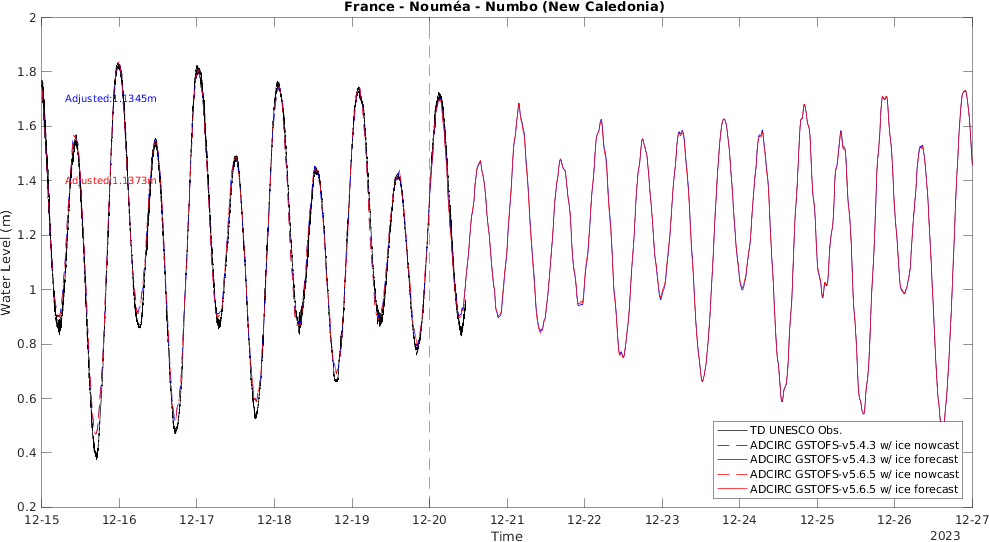 France - Nouméa - Numbo (New Caledonia)
2
1.8
1.6
1.4
1.2
1
0.8
0.6
0.4
0.2
Water Level (m)
Adjusted:1.1345m
Adjusted:1.1373m
TD UNESCO Obs.
ADCIRC GSTOFS-v5.4.3 w/ ice nowcast
ADCIRC GSTOFS-v5.4.3 w/ ice forecast
ADCIRC GSTOFS-v5.6.5 w/ ice nowcast
ADCIRC GSTOFS-v5.6.5 w/ ice forecast
12-15 12-16 12-17 12-18 12-19 12-20 12-21 12-22 12-23 12-24 12-25 12-26 12-27
Time
2023